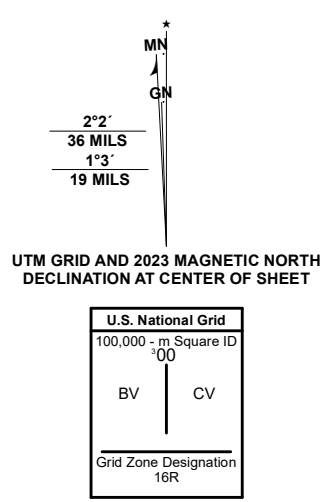 MN
GN
2°2´
36 MILS
1°3´
19 MILS
UTM GRID AND 2023 MAGNETIC NORTH
DECLINATION AT CENTER OF SHEET
U.S. National Grid
100,000 - m Square ID
³00
BV CV
Grid Zone Designation
16R